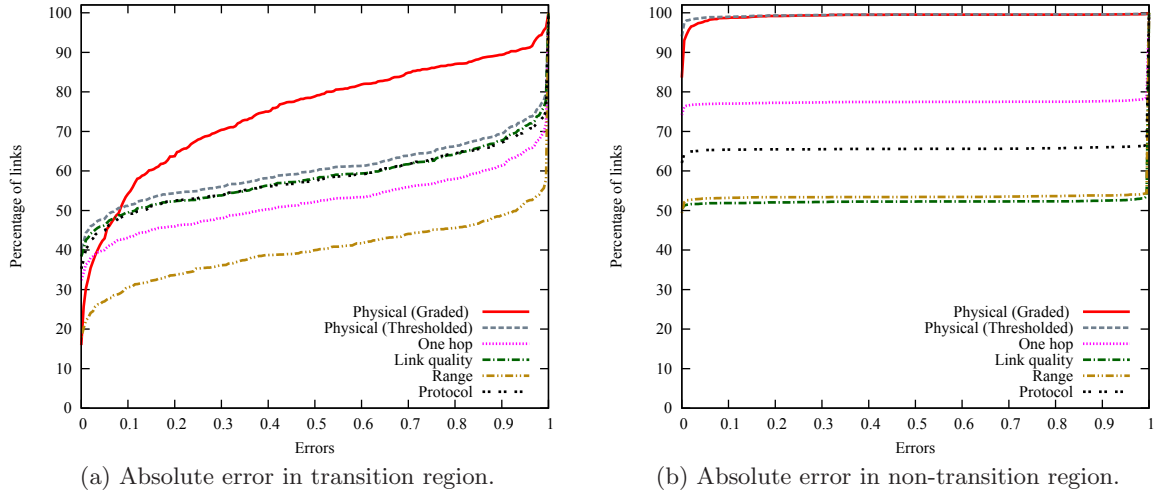 100
90
80
70
60
50
40
30
20
10
0
Percentage of links
0 0.1 0.2 0.3 0.4 0.5 0.6 0.7 0.8 0.9 1
Errors
Physical (Graded)
Physical (Thresholded)
One hop
Link quality
Range
Protocol
(a) Absolute error in transition region.
100
90
80
70
60
50
40
30
20
10
0
Percentage of links
0 0.1 0.2 0.3 0.4 0.5 0.6 0.7 0.8 0.9 1
Errors
Physical (Graded)
Physical (Thresholded)
One hop
Link quality
Range
Protocol
(b) Absolute error in non-transition region.